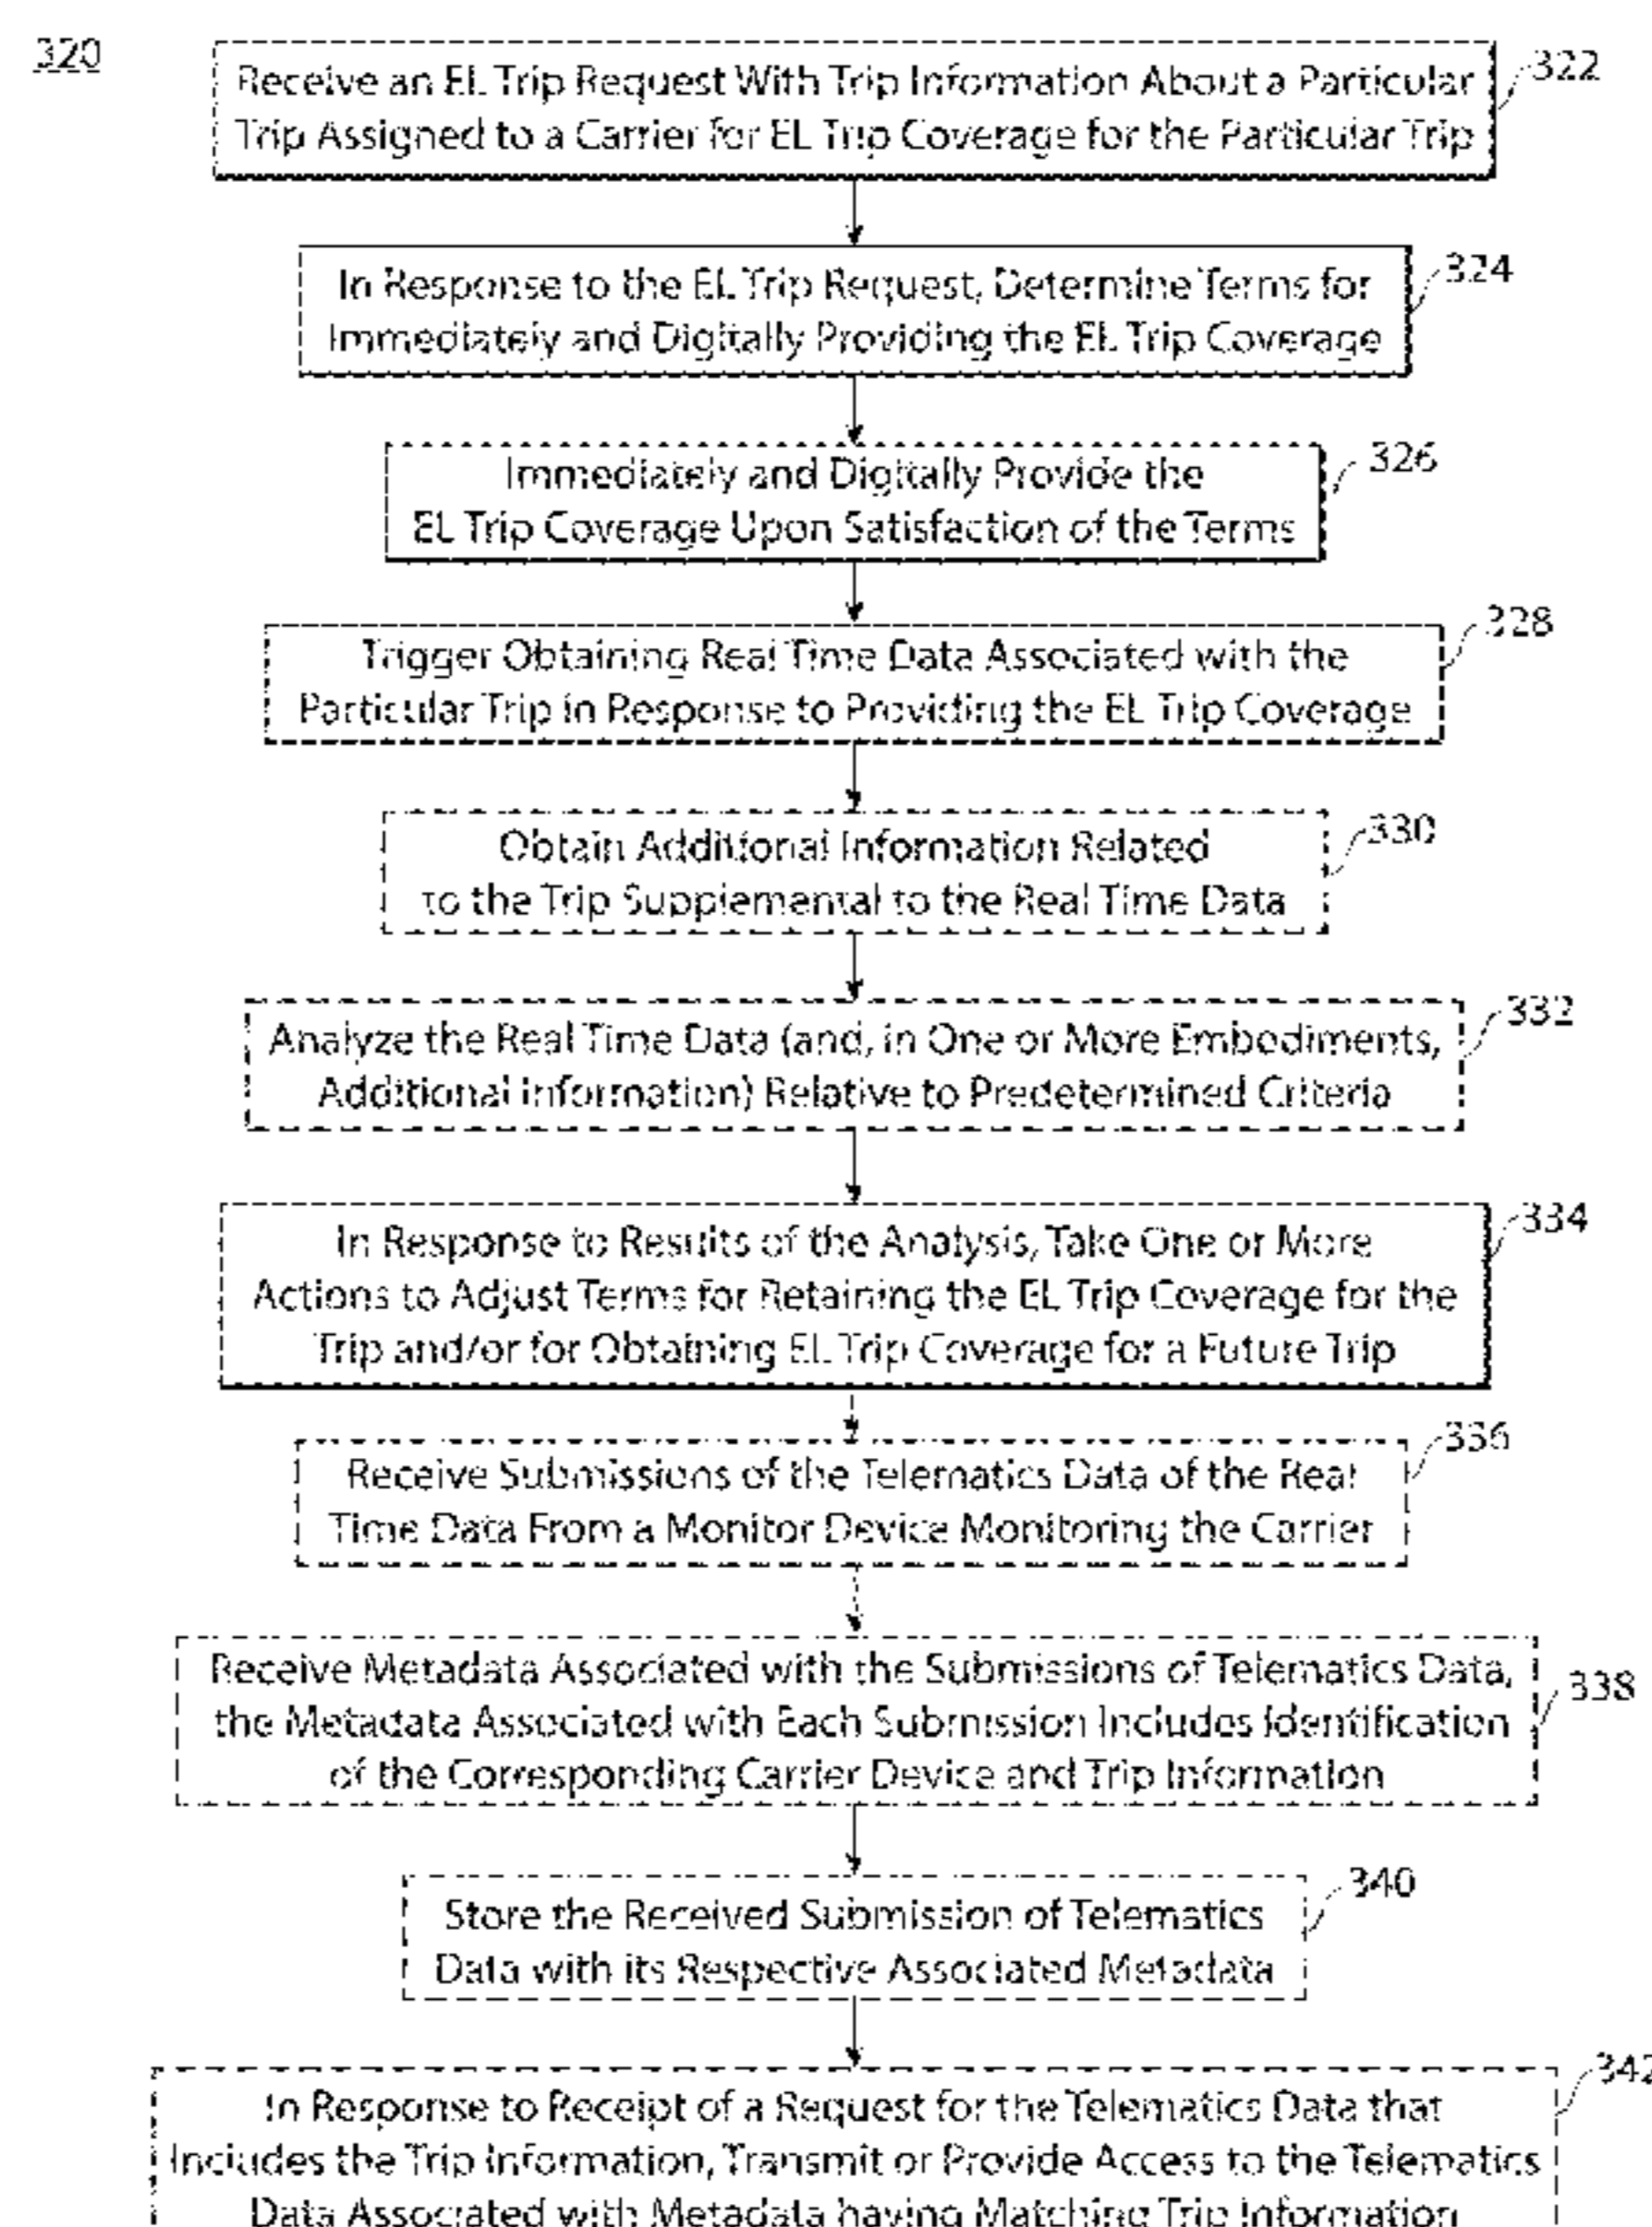 320
322
Receive an EL Trip Request With Trip Information About a Particular
Trip Assigned to a Carrier for EL Trip Coverage for the Particular Trip
324
In Response to the EL Trip Request, Determine Terms for
Immediately and Digitally Providing the EL Trip Coverage
326
Immediately and Digitally Provide the
EL Trip Coverage Upon Satisfaction of the Terms
328
Trigger Obtaining Real Time Data Associated with the
Particular Trip in Response to Providing the EL Trip Coverage
330
Obtain Additional Information Related
to the Trip Supplemental to the Real Time Data
332
Analyze the Real Time Data (and, in One or More Embodiments,
Additional information) Relative to Predetermined Criteria
334
In Response to Results of the Analysis, Take One or More
Actions to Adjust Terms for Retaining the EL Trip Coverage for the
Trip and/or for Obtaining EL Trip Coverage for a Future Trip
336
Receive Submissions of the Telematics Data of the Real
Time Data From a Monitor Device Monitoring the Carrier
338
Receive Metadata Associated with the Submissions of Telematics Data,
the Metadata Associated with Each Submission Includes Identification
of the Corresponding Carrier Device and Trip Information
340
Store the Received Submission of Telematics
Data with its Respective Associated Metadata
342
In Response to Receipt of a Request for the Telematics Data that
Includes the Trip Information, Transmit or Provide Access to the Telematics
Data Associated with Metadata having Matching Trip Information